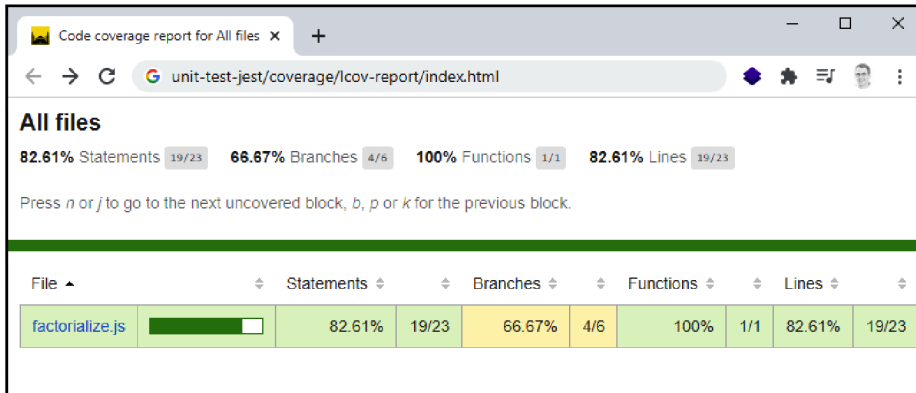 Code coverage report for All files
unit-test-jest/coverage/lcov-report/index.html
All files
82.61% Statements 19/23 66.67% Branches 4/6 100% Functions 1/1 82.61% Lines 19/23
Press n or j to go to the next uncovered block, b, p or k for the previous block.
File Statements Branches Functions Lines
factorialize.js 82.61% 19/23 66.67% 4/6 100% 1/1 82.61% 19/23